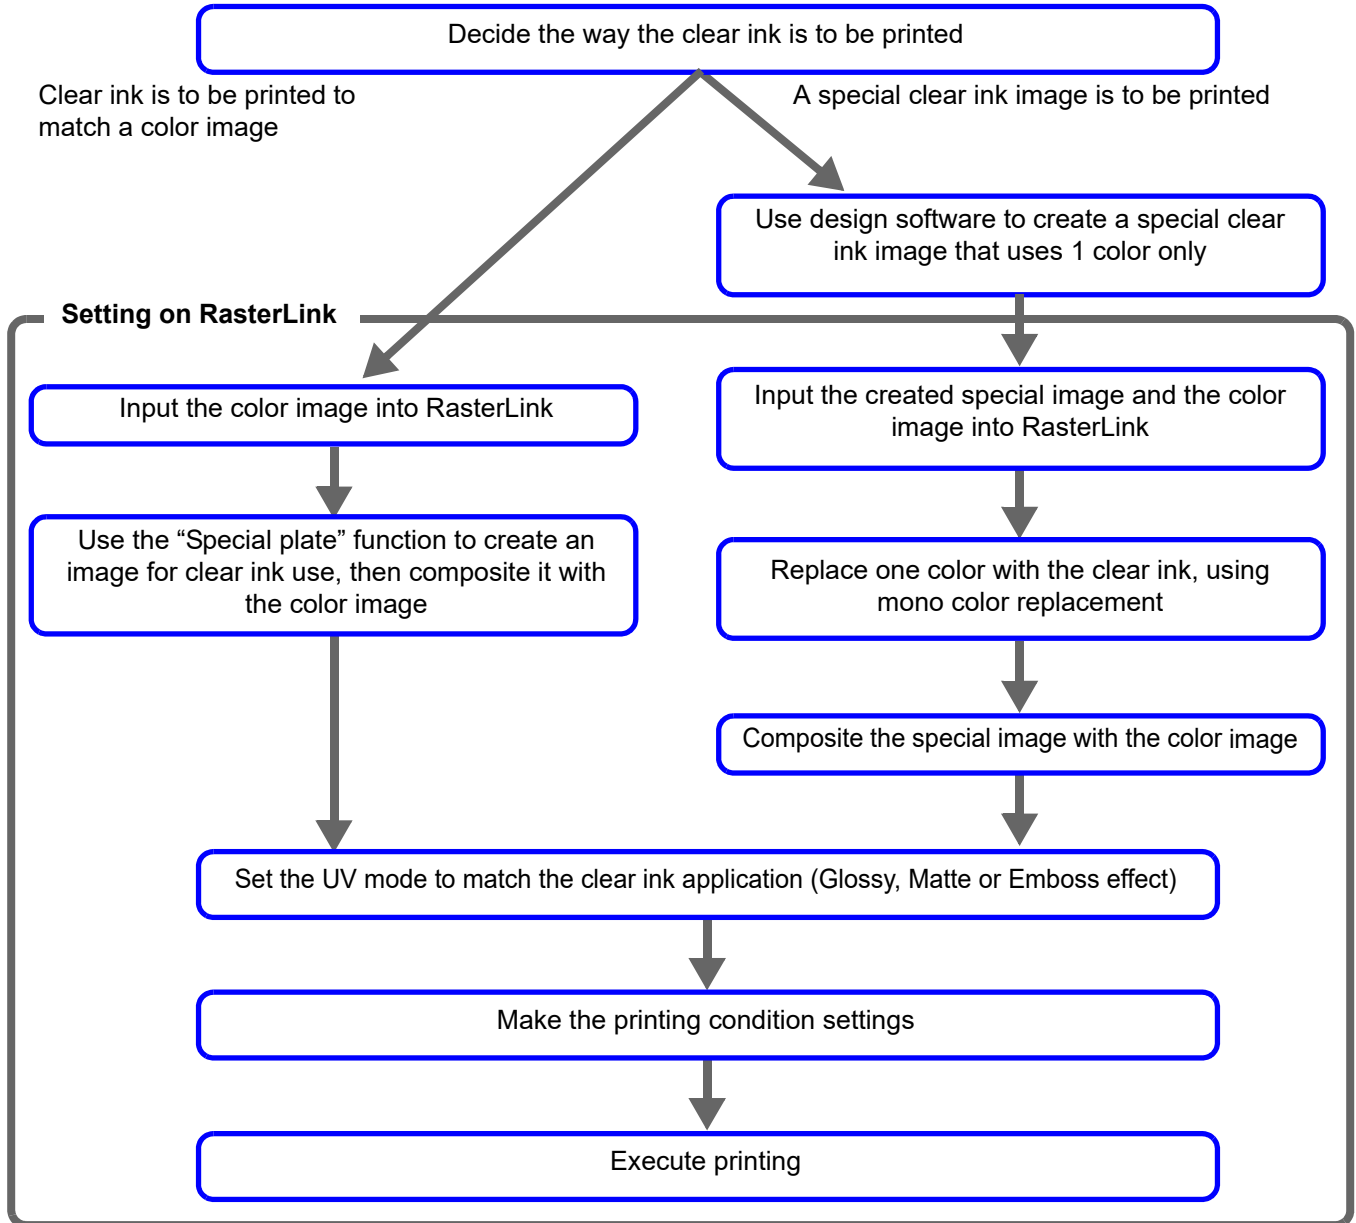 Decide the way the clear ink is to be printed
Clear ink is to be printed to
match a color image
A special clear ink image is to be printed
Use design software to create a special clear
ink image that uses 1 color only
Setting on RasterLink
Input the color image into RasterLink
Use the “Special plate” function to create an
image for clear ink use, then composite it with
the color image
Input the created special image and the color
image into RasterLink
Replace one color with the clear ink, using
mono color replacement
Composite the special image with the color image
Set the UV mode to match the clear ink application (Glossy, Matte or Emboss effect)
Make the printing condition settings
Execute printing